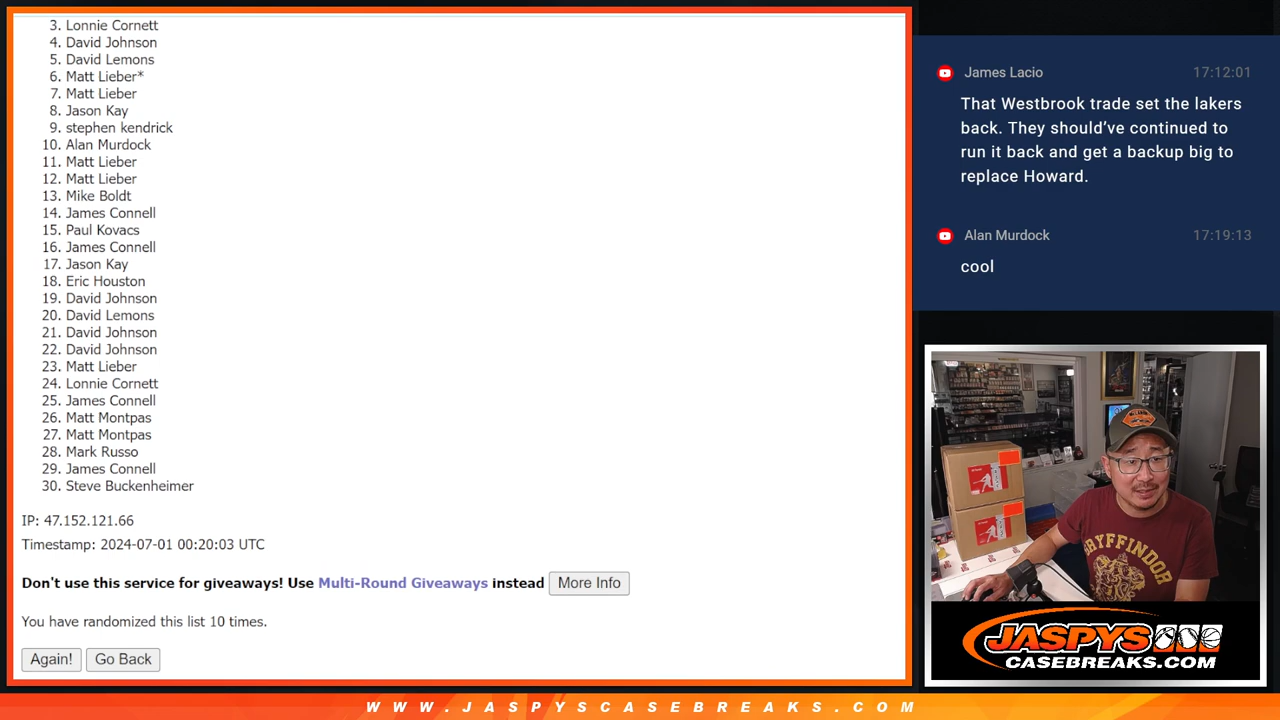 3. Lonnie Cornett
4. David Johnson
5. David Lemons
6. Matt Lieber*
7. Matt Lieber
8. Jason Kay
9. stephen kendrick
10. Alan Murdock
11. Matt Lieber
12. Matt Lieber
13. Mike Boldt
14. James Connell
15. Paul Kovacs
16. James Connell
17. Jason Kay
18. Eric Houston
19. David Johnson
20. David Lemons
21. David Johnson
22. David Johnson
23. Matt Lieber
24. Lonnie Cornett
25. James Connell
26. Matt Montpas
27. Matt Montpas
28. Mark Russo
29. James Connell
30. Steve Buckenheimer
IP: 47.152.121.66
Timestamp: 2024-07-01 00:20:03 UTC
Don't use this service for giveaways! Use Multi-Round Giveaways instead More Info
You have randomized this list 10 times.
Again! Go Back
James Lacio 17:12:01
That Westbrook trade set the lakers
back. They should’ve continued to
run it back and get a backup big to
replace Howard.
Alan Murdock 17:19:13
cool
GRYFFINDOR
JASPYS
CASEBREAKS.COM
WWW.JASPYSCASEBREAKS.COM